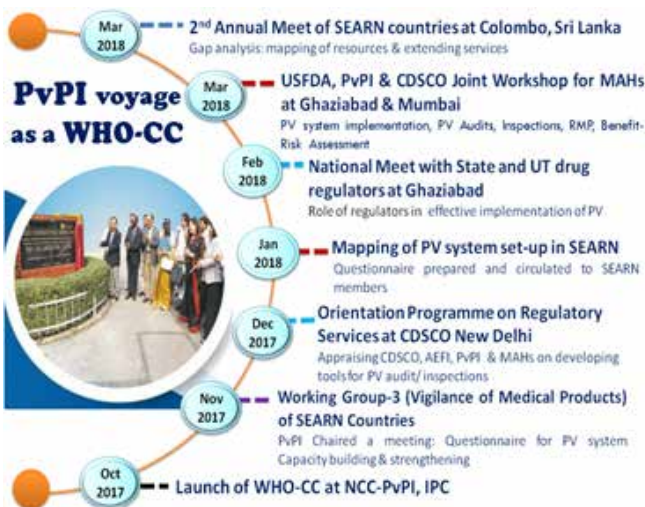 Mar
2018
2nd Annual Meet of SEARN countries at Colombo, Sri Lanka
Gap analysis: mapping of resources & extending services
PvPI voyage
as a WHO-CC
Mar
2018
USFDA, PvPI & CDSCO Joint Workshop for MAHs
at Ghaziabad & Mumbai
PV system implementation, PV Audits, Inspections, RMP, Benefit-
Risk Assessment
Feb
2018
National Meet with State and UT drug
regulators at Ghaziabad
Role of regulators in effective implementation of PV
Jan
2018
Mapping of PV system set-up in SEARN
Questionnaire prepared and circulated to SEARN
members
Dec
2017
Orientation Programme on Regulatory
Services at CDSCO New Delhi
Appraising CDSCO, AEFI, PvPI & MAHs on developing
tools for PV audit/ inspections
Nov
2017
Working Group-3 (Vigilance of Medical Products)
of SEARN Countries
PvPI Chaired a meeting: Questionnaire for PV system
Capacity building & strengthening
Oct
2017
Launch of WHO-CC at NCC-PvPI, IPC